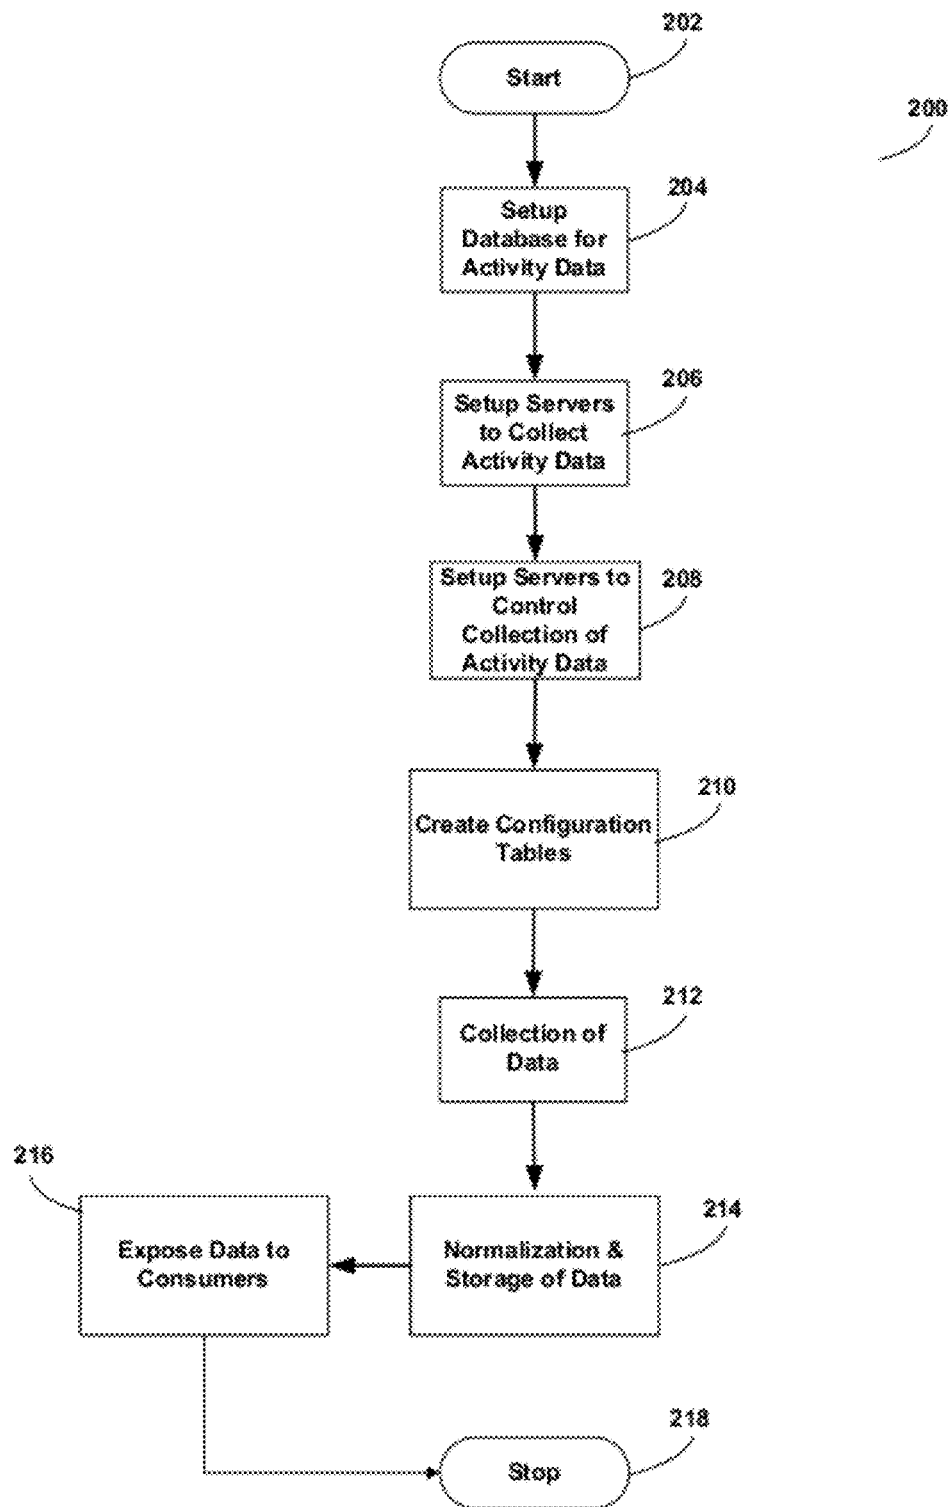 202
Start
200
204
Setup
Database for
Activity Data
206
Setup Servers
to Collect
Activity Data
208
Setup Servers to
Control
Collection of
Activity Data
210
Create Configuration
Tables
212
Collection of
Data
216
Expose Data to
Consumers
214
Normalization &
Storage of Data
218
Stop